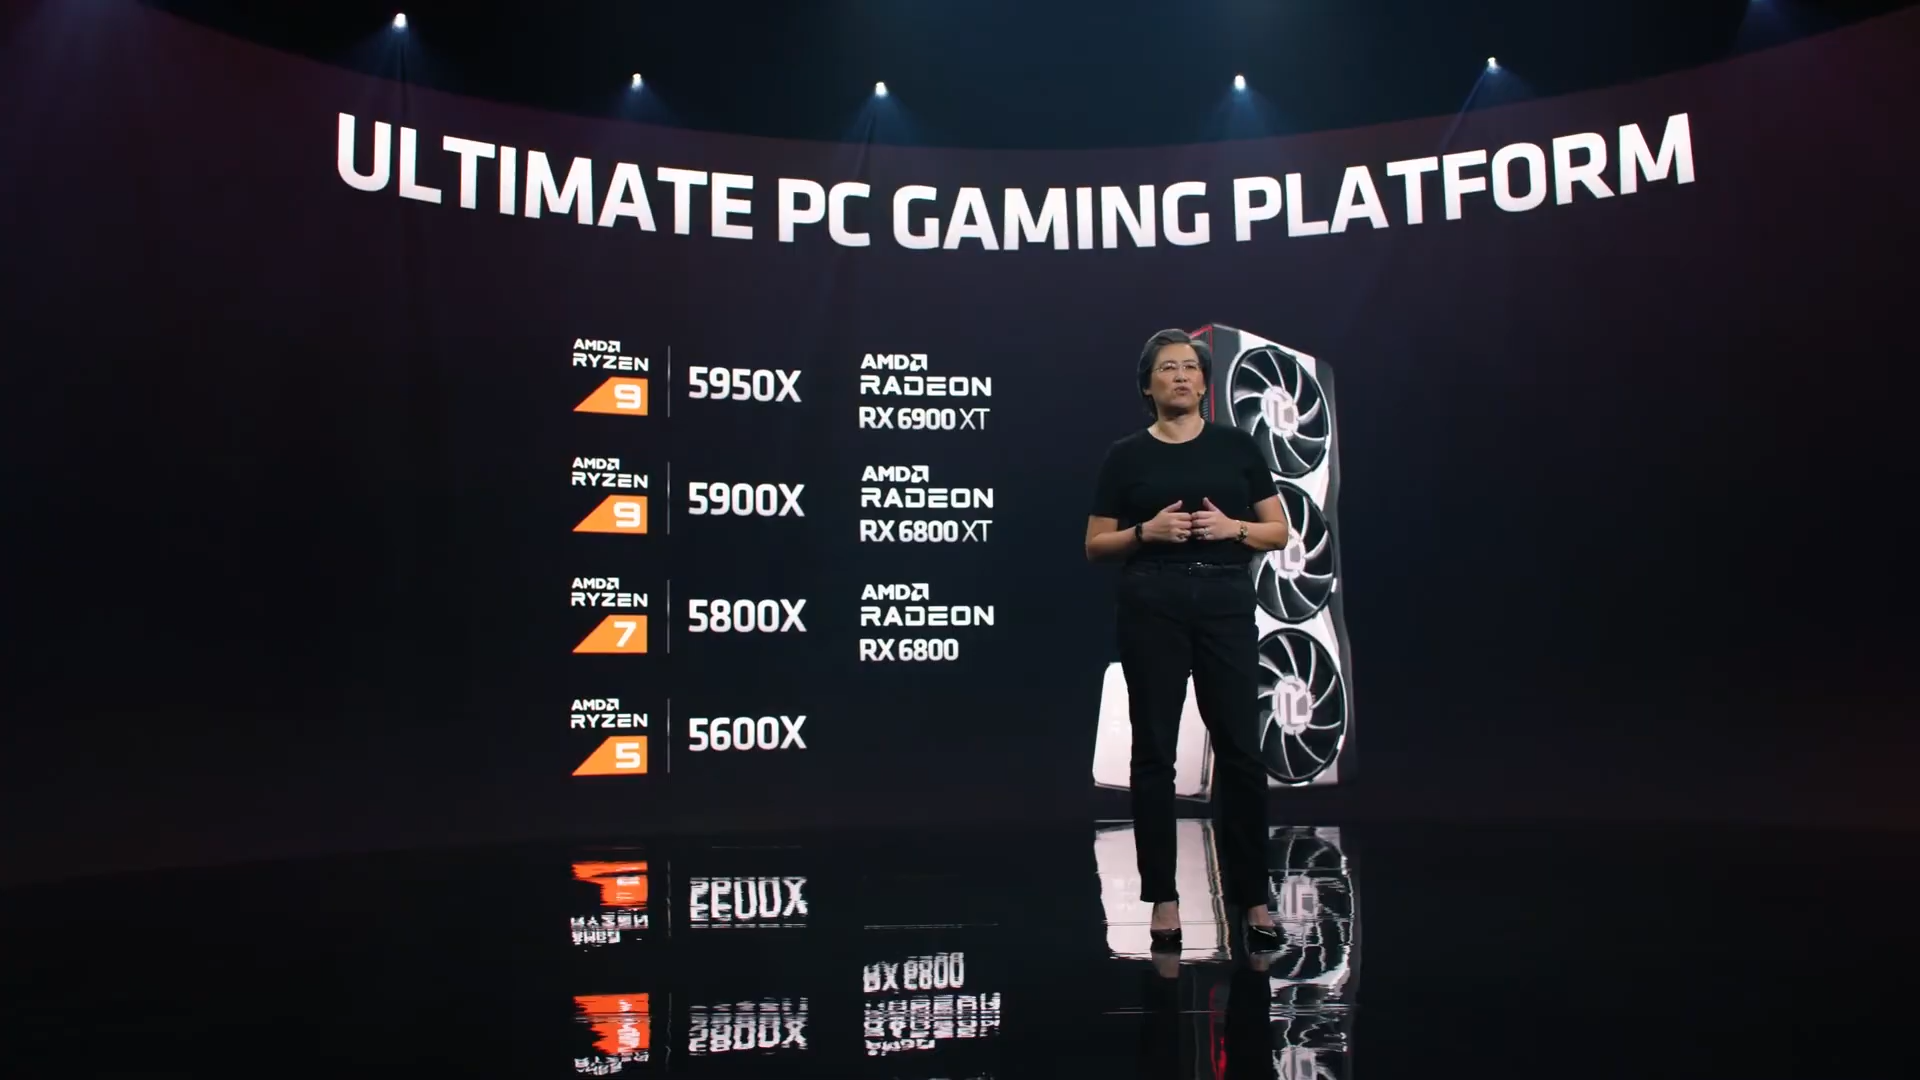 ULTIMATE PC GAMING PLATFORM
AMD
RYZEN
9
5950X
AMD
RADEON
RX 6900 XT
AMD
RYZEN
9
5900X
AMD
RADEON
RX 6800 XT
AMD
RYZEN
7
5800X
AMD
RADEON
RX 6800
AMD
RYZEN
5
5600X